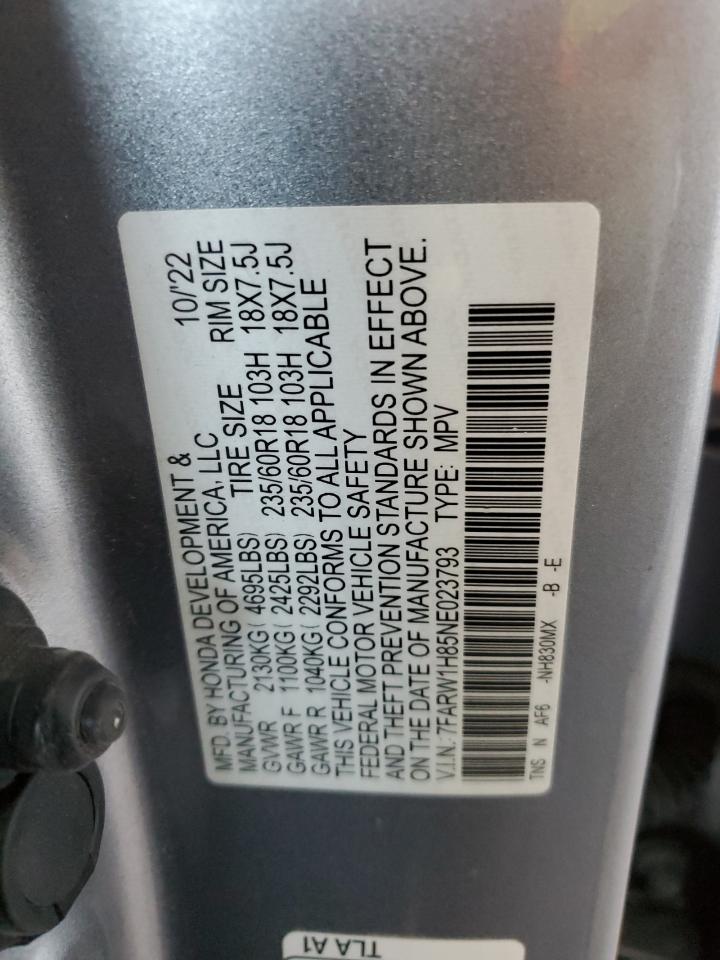 MFD. BY HONDA DEVELOPMENT & 10/'22
MANUFACTURING OF AMERICA, LLC
GVWR 2130KG( 4695LBS) TIRE SIZE RIM SIZE
GAWR F 1100KG( 2425LBS) 235/60R18 103H 18X7.5J
GAWR R 1040KG( 2292LBS) 235/60R18 103H 18X7.5J
THIS VEHICLE CONFORMS TO ALL APPLICABLE
FEDERAL MOTOR VEHICLE SAFETY
AND THEFT PREVENTION STANDARDS IN EFFECT
ON THE DATE OF MANUFACTURE SHOWN ABOVE.
V.I.N.: 7FARW1H85NE023793 TYPE: MPV
TNS N AF6 -NH830MX -B -E
TLA A1